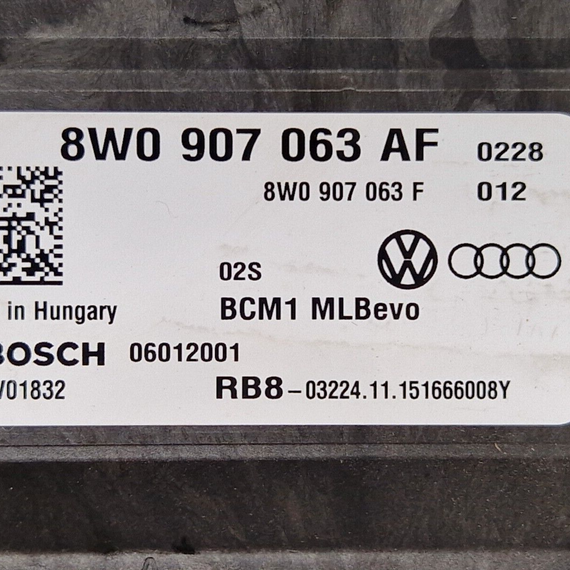 8W0 907 063 AF 0228
8W0 907 063 F 012
02S
in Hungary BCM1 MLBevo
BOSCH 06012001
V01832 RB8-03224.11.151666008Y